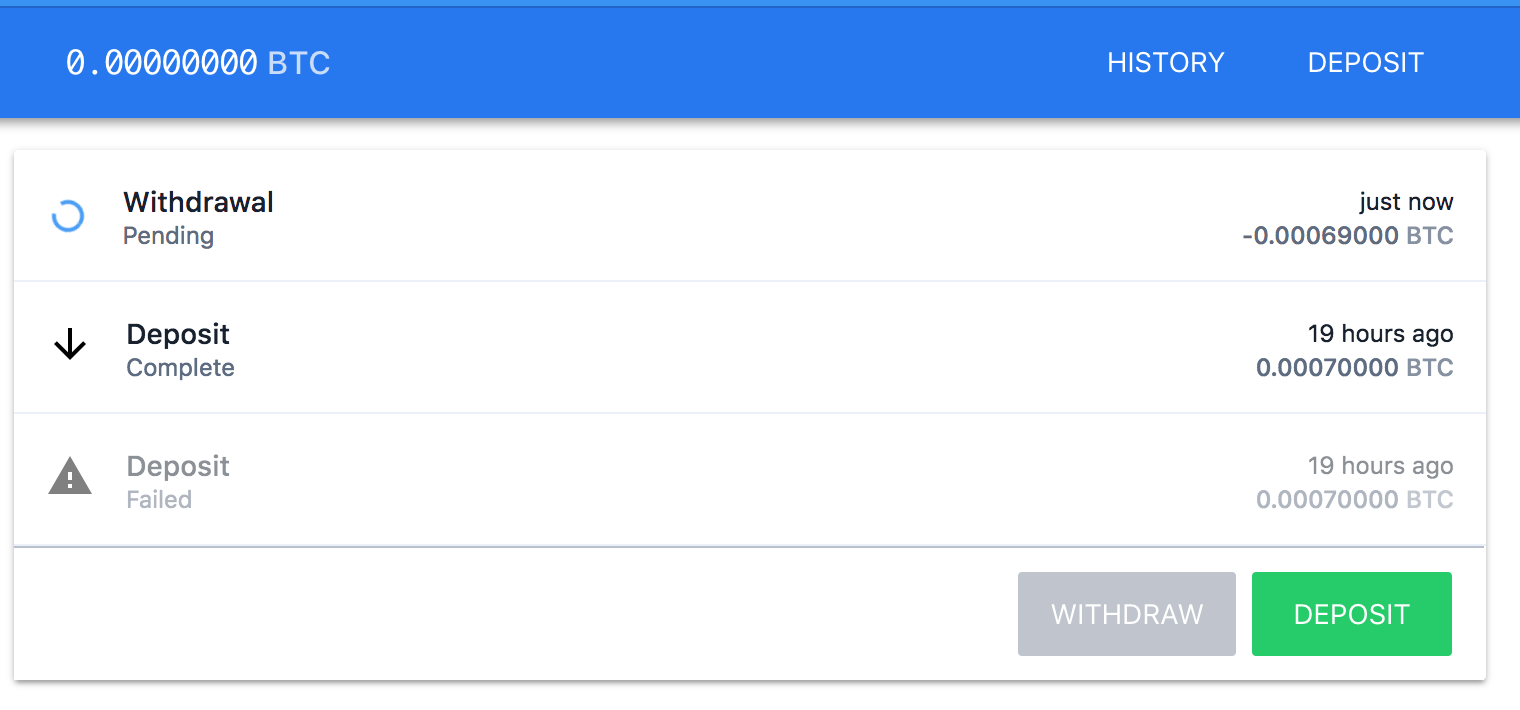 0.00000000 BTC HISTORY DEPOSIT
Withdrawal just now
Pending -0.00069000 BTC
Deposit 19 hours ago
Complete 0.00070000 BTC
Deposit 19 hours ago
Failed 0.00070000 BTC
WITHDRAW DEPOSIT